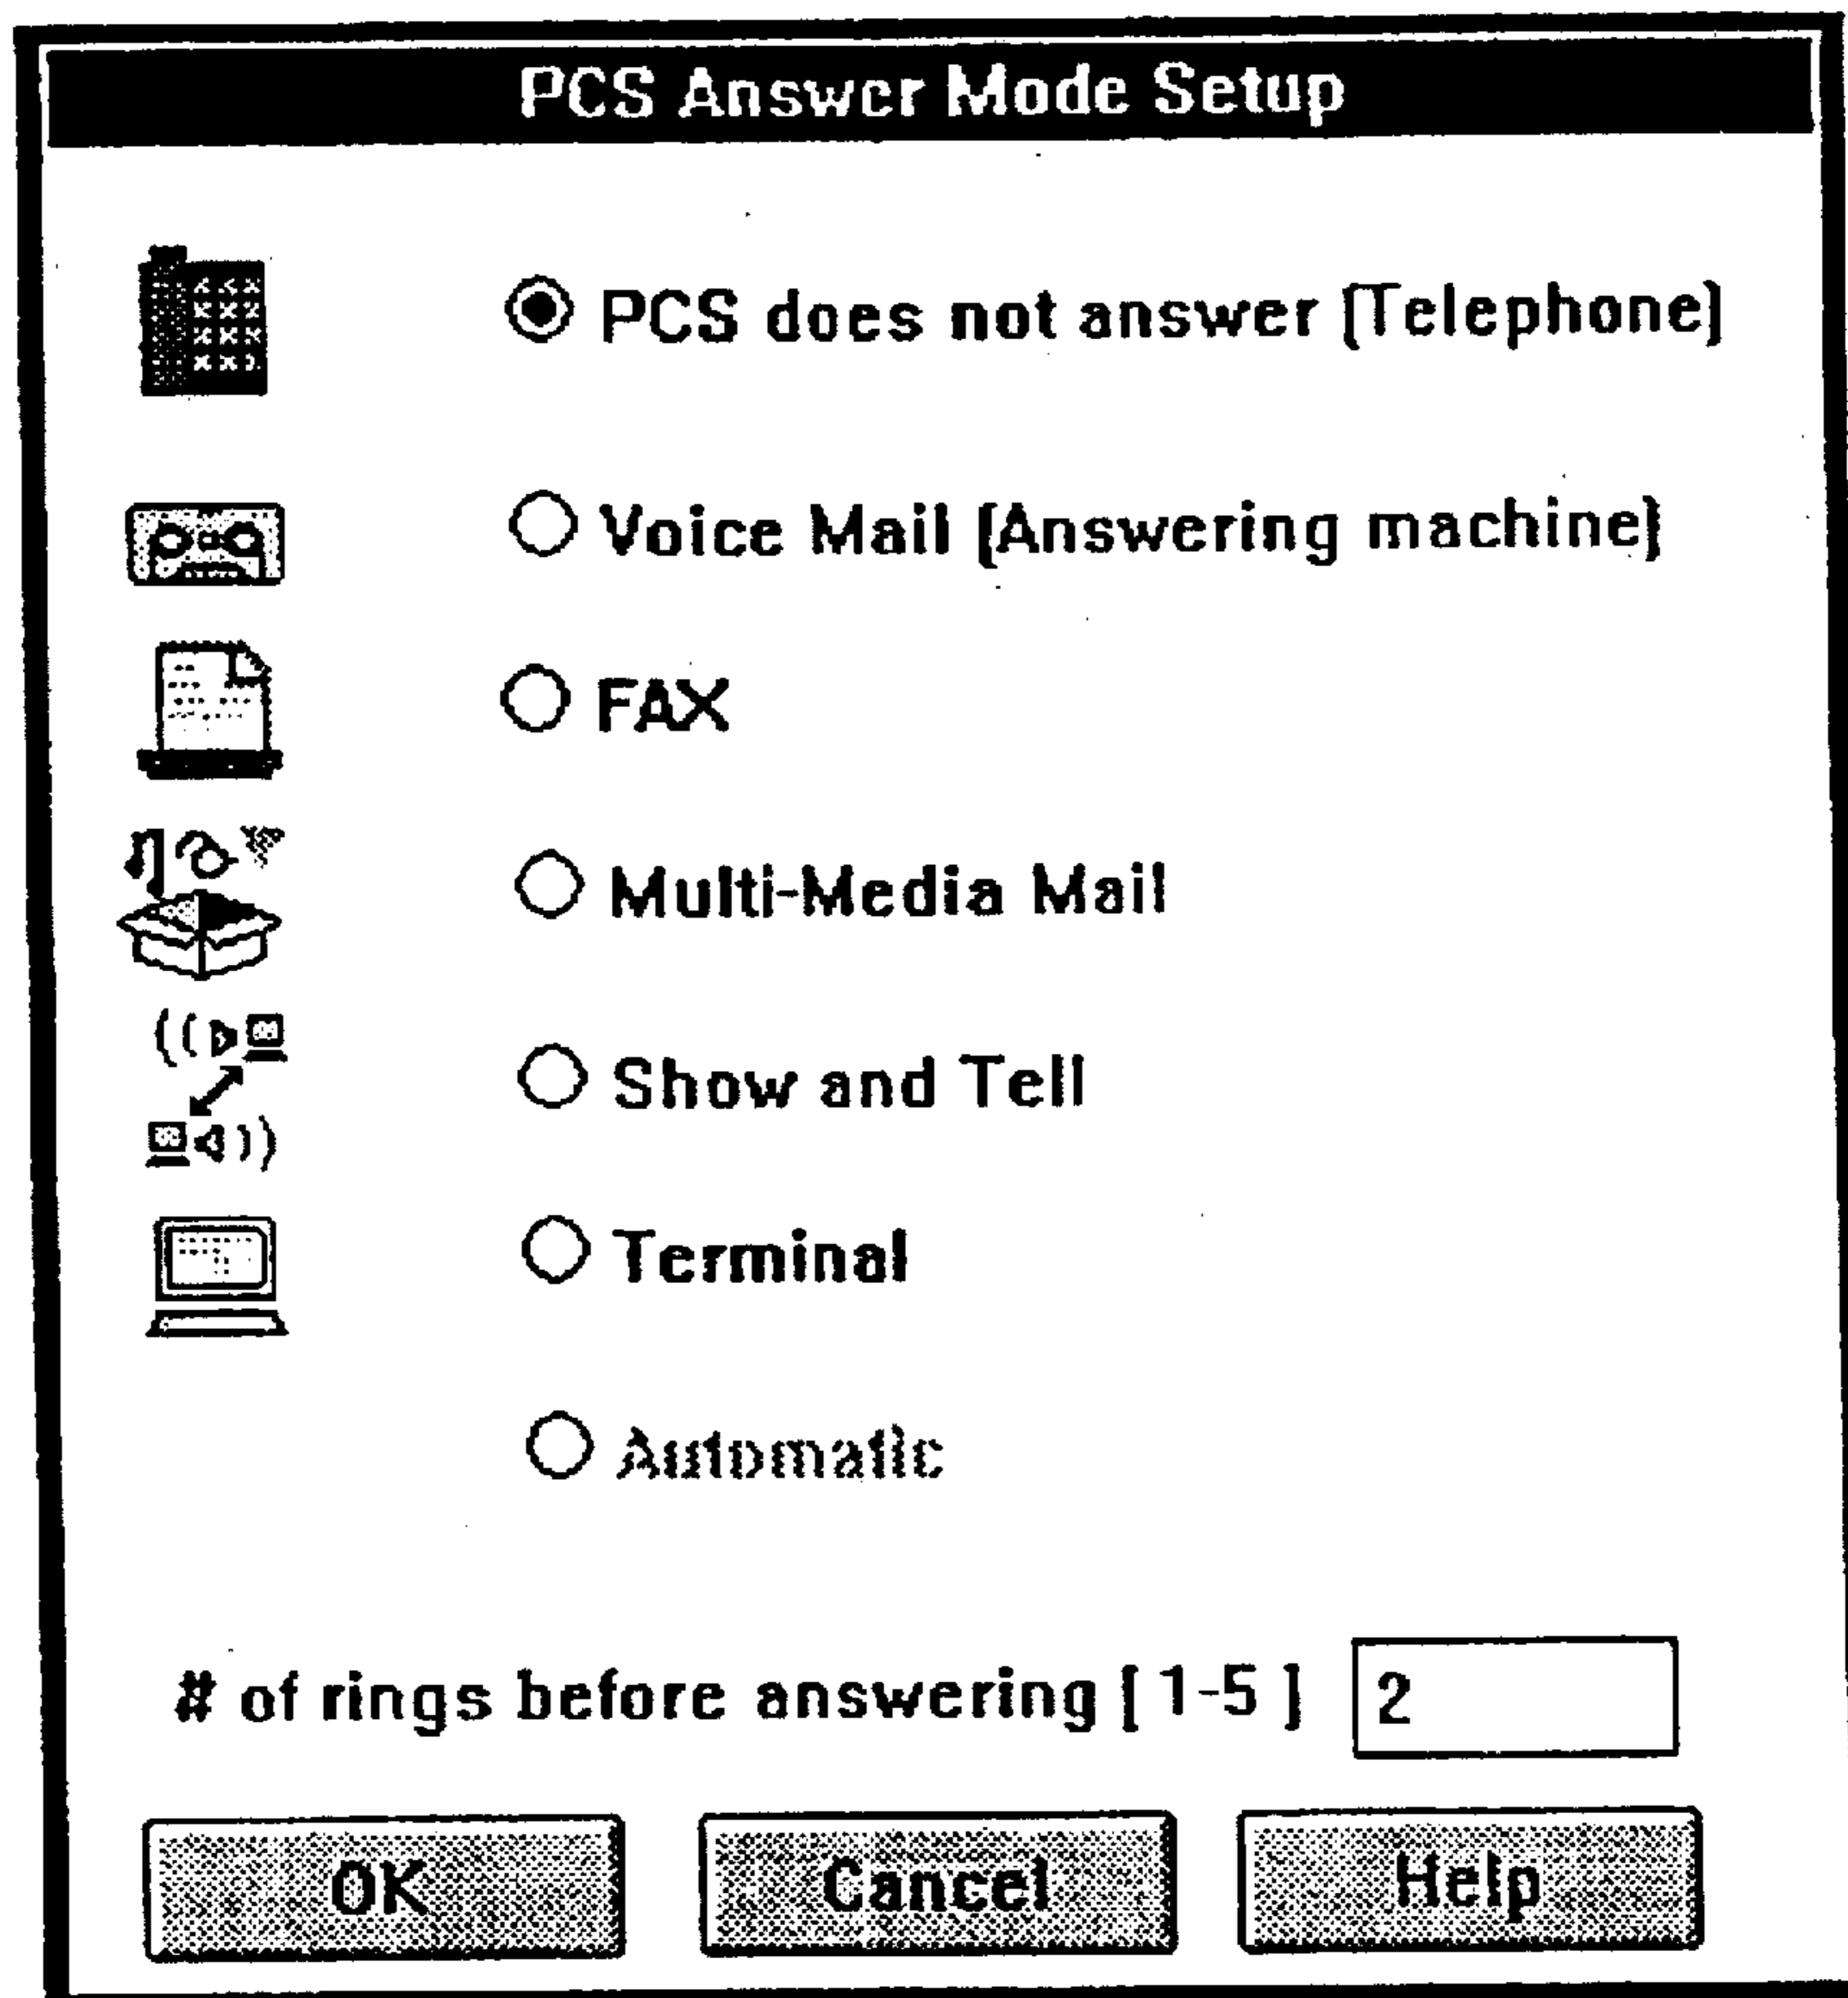 PCS Answer Mode Setup
PCS does not answer (Telephone)
Voice Mail (Answering machine)
FAX
Multi-Media Mail
Show and Tell
Terminal
Automatic
# of rings before answering ( 1-5 ) 2
OK Cancel Help